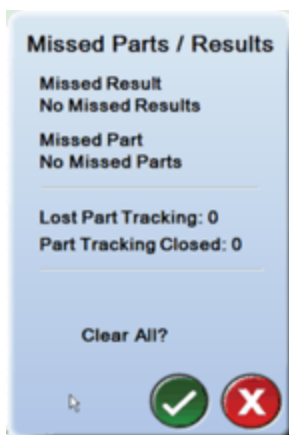 Missed Parts / Results
Missed Result
No Missed Results
Missed Part
No Missed Parts
Lost Part Tracking: 0
Part Tracking Closed: 0
Clear All?